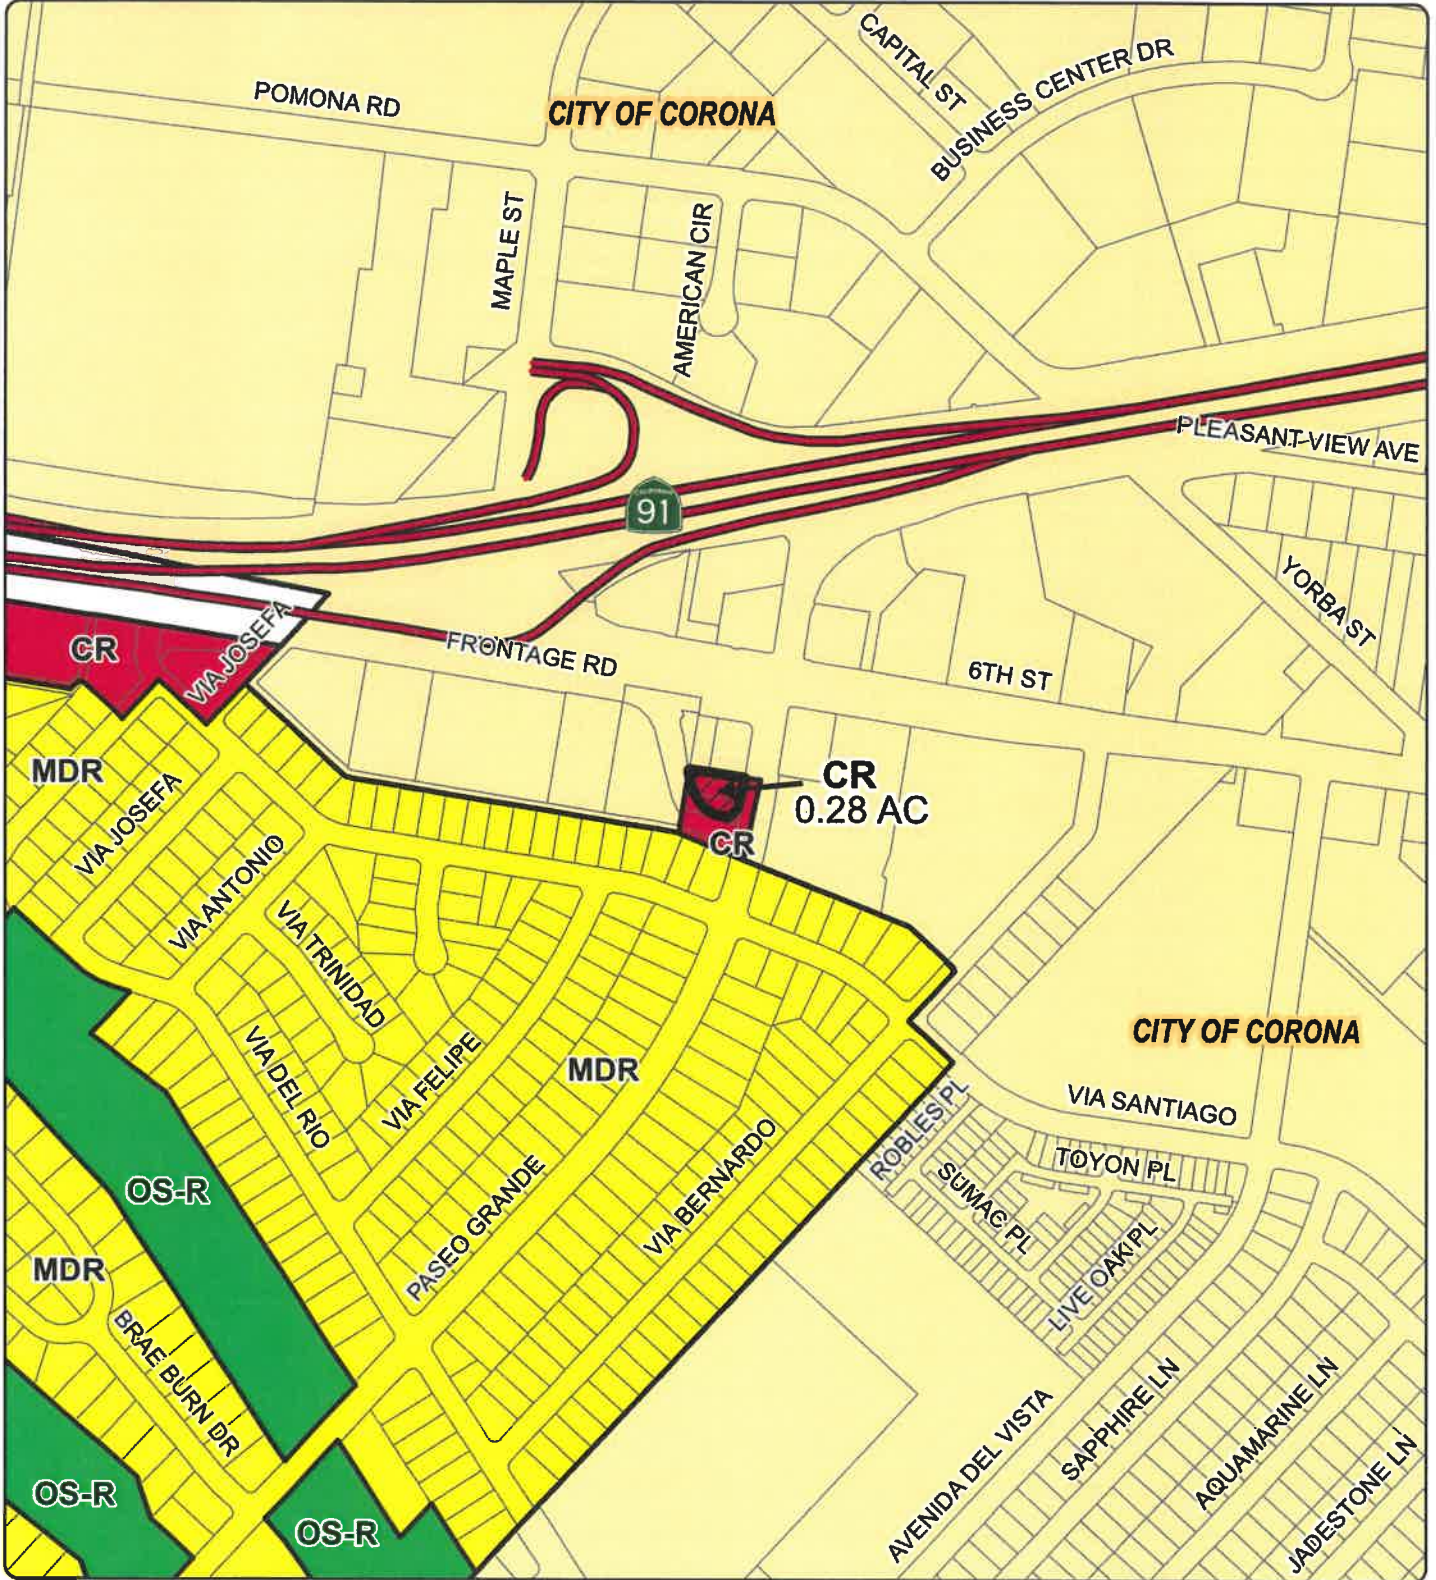 CAPITAL ST
BUSINESS CENTER DR
POMONA RD
CITY OF CORONA
MAPLE ST
AMERICAN CIR
PLEASANT VIEW AVE
CALIFORNIA
91
YORBA ST
VIA JOSEFA
CR
FRONTAGE RD
6TH ST
CR
0.28 AC
CR
MDR
VIA JOSEFA
VIA ANTONIO
VIA TRINIDAD
VIA DEL RIO
VIA FELIPE
MDR
CITY OF CORONA
ROBLES PL
VIA SANTIAGO
TOYON PL
SUMAC PL
LIVE OAK PL
OS-R
PASEO GRANDE
VIA BERNARDO
MDR
BRAE BURN DR
AVENIDA DEL VISTA
SAPPHIRE LN
AQUAMARINE LN
JADESTONE LN
OS-R
OS-R